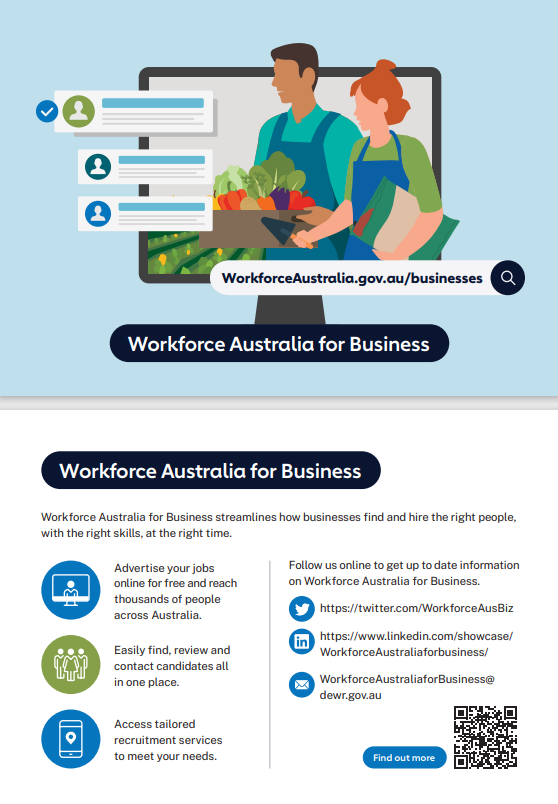 WorkforceAustralia.gov.au/businesses
Workforce Australia for Business
Workforce Australia for Business
Workforce Australia for Business streamlines how businesses find and hire the right people,
with the right skills, at the right time.
Advertise your jobs
online for free and reach
thousands of people
across Australia.
Easily find, review and
contact candidates all
in one place.
Access tailored
recruitment services
to meet your needs.
Follow us online to get up to date information
on Workforce Australia for Business.
https://twitter.com/WorkforceAusBiz
https://www.linkedin.com/showcase/
WorkforceAustraliaforbusiness/
WorkforceAustraliaforBusiness@
dewr.gov.au
Find out more